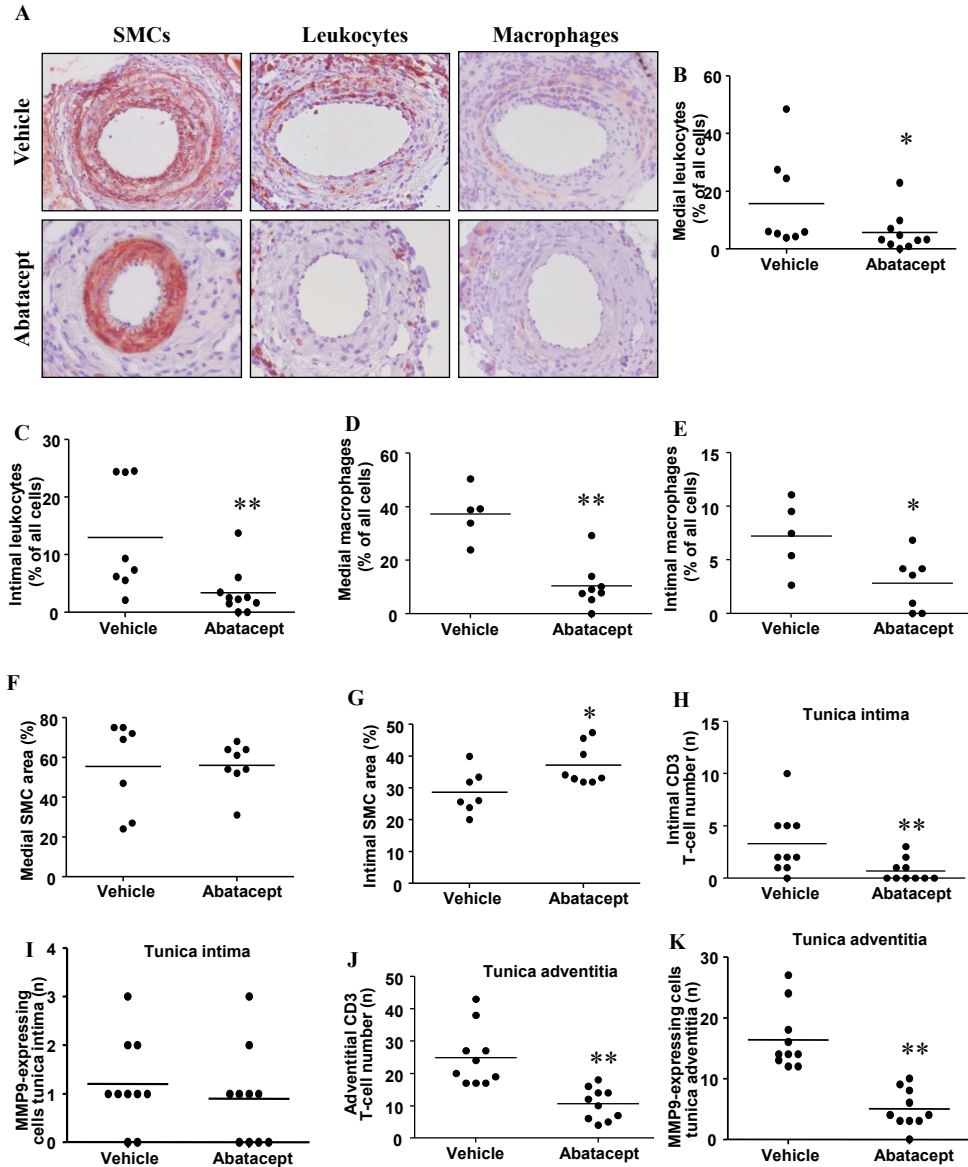 A
SMCs Leukocytes Macrophages
Vehicle
Abatacept
B
Medial leukocytes
(% of all cells)
60
40
20
0
*
Vehicle Abatacept
C
Intimal leukocytes
(% of all cells)
30
20
10
0
**
Vehicle Abatacept
D
Medial macrophages
(% of all cells)
60
40
20
0
**
Vehicle Abatacept
E
Intimal macrophages
(% of all cells)
15
10
5
0
*
Vehicle Abatacept
F
Medial SMC area (%)
80
60
40
20
0
Vehicle Abatacept
G
Intimal SMC area (%)
50
40
30
20
10
0
*
Vehicle Abatacept
H
Tunica intima
Intimal CD3
T-cell number (n)
15
10
5
0
**
Vehicle Abatacept
I
Tunica intima
MMP9-expressing
cells tunica intima (n)
4
3
2
1
0
Vehicle Abatacept
J
Tunica adventitia
Adventitial CD3
T-cell number (n)
50
40
30
20
10
0
**
Vehicle Abatacept
K
Tunica adventitia
MMP9-expressing cells
tunica adventitia (n)
30
20
10
0
**
Vehicle Abatacept